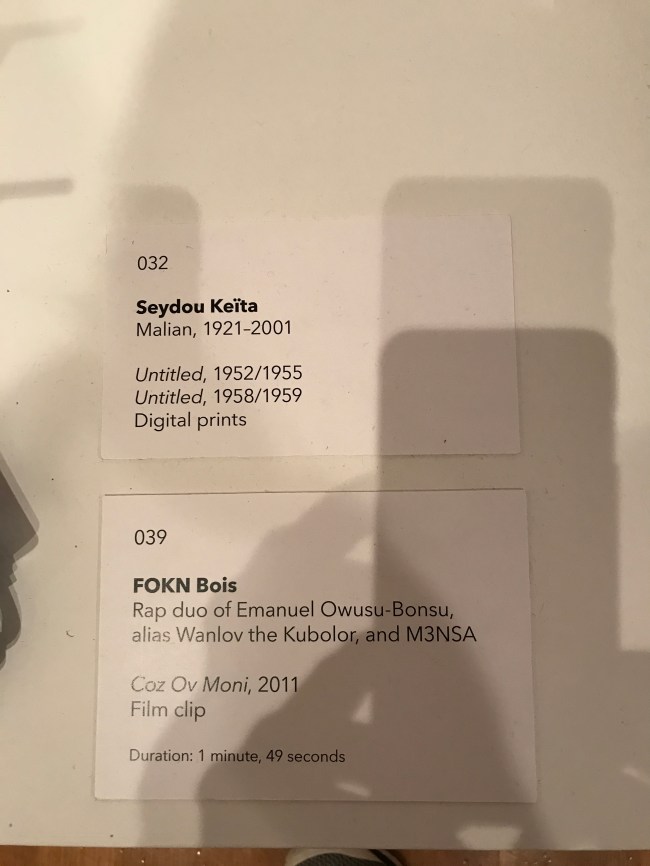 032
Seydou Keïta
Malian, 1921–2001
Untitled, 1952/1955
Untitled, 1958/1959
Digital prints
039
FOKN Bois
Rap duo of Emanuel Owusu-Bonsu,
alias Wanlov the Kubolor, and M3NSA
Coz Ov Moni, 2011
Film clip
Duration: 1 minute, 49 seconds